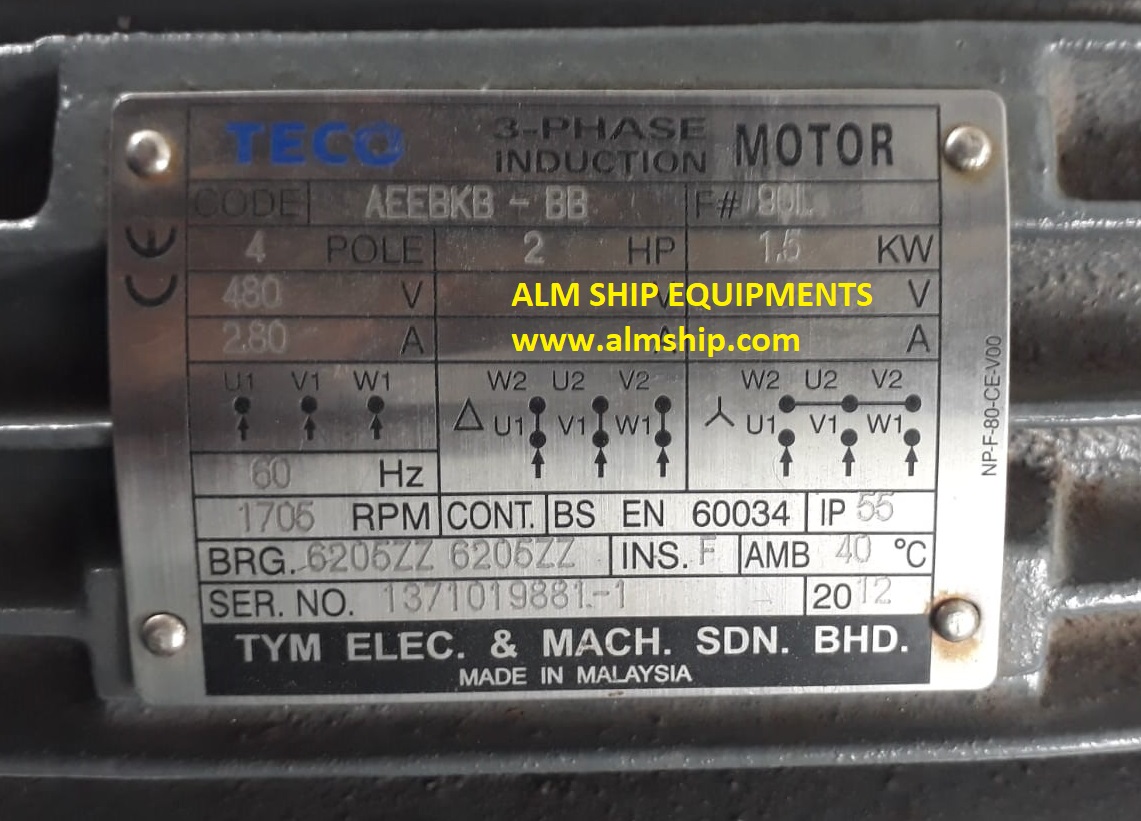 TECO 3-PHASE INDUCTION MOTOR
CODE AEEBKB-BB F# 90L
4 POLE 2 HP 1.5 KW
480 V V V
2.80 A A A
ALM SHIP EQUIPMENTS
www.almship.com
U1 V1 W1 W2 U2 V2 W2 U2 V2
△ U1 V1 W1 U1 V1 W1
60 Hz
1705 RPM CONT. BS EN 60034 IP 55
BRG. 6205ZZ 6205ZZ INS. F AMB 40 °C
SER. NO. 1371019881.-1 2012
TYM ELEC. & MACH. SDN. BHD.
MADE IN MALAYSIA
CE
NP-F-80-CE-V00